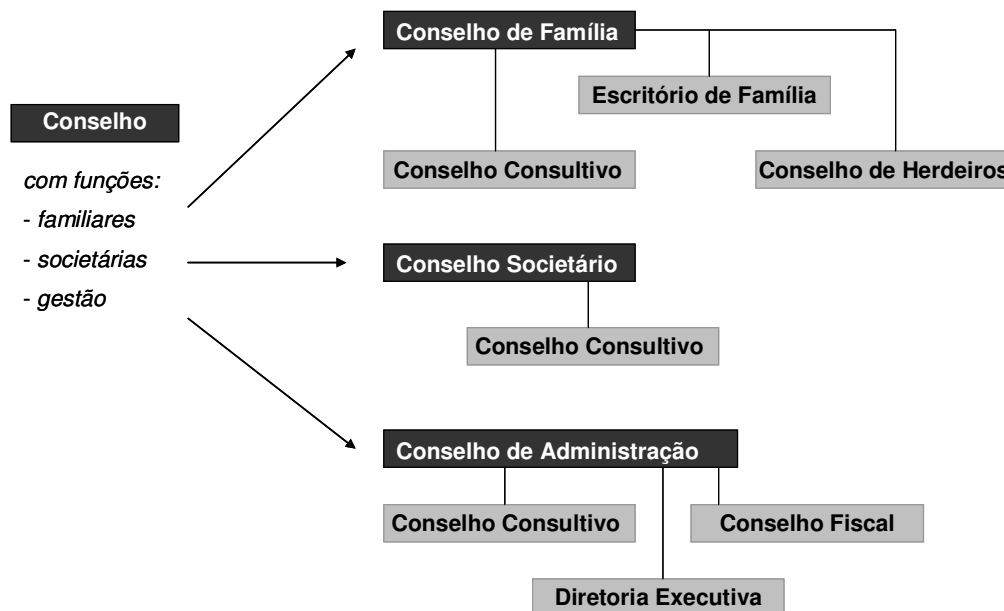 Conselho
com funções:
- familiares
- societárias
- gestão
Conselho de Família
Escritório de Família
Conselho Consultivo
Conselho de Herdeiros
Conselho Societário
Conselho Consultivo
Conselho de Administração
Conselho Consultivo
Conselho Fiscal
Diretoria Executiva